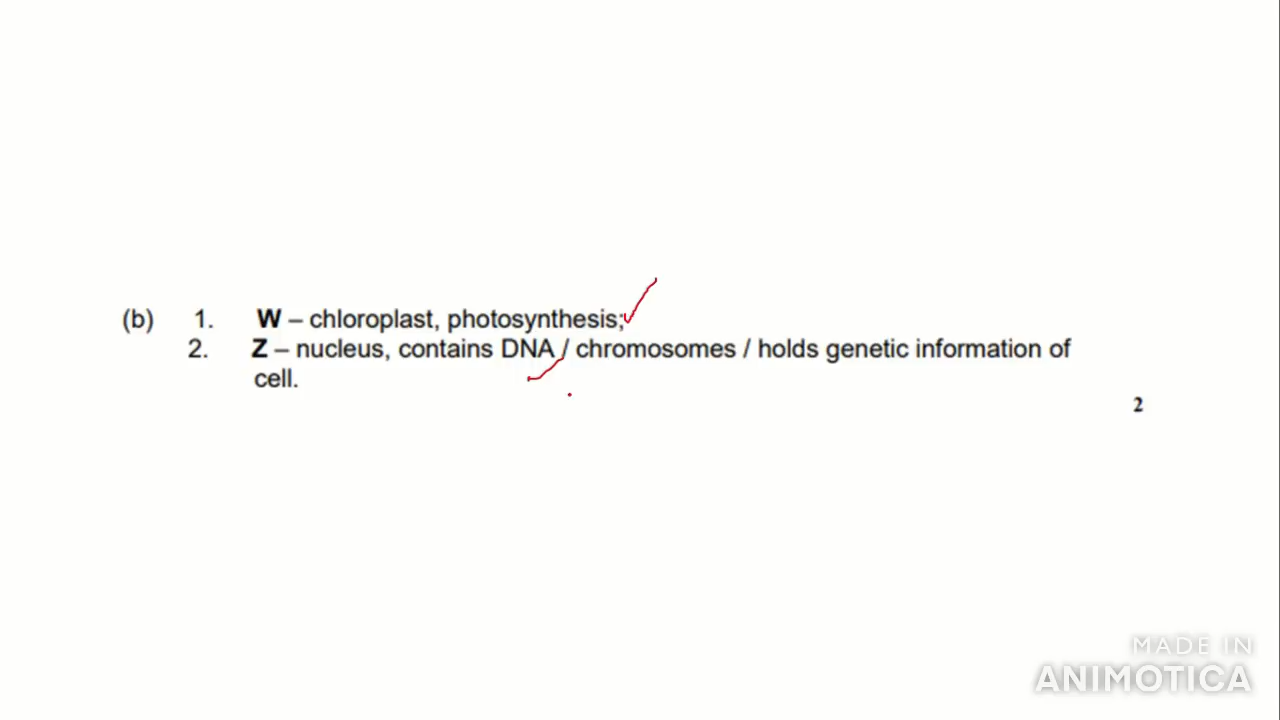 (b) 1. W – chloroplast, photosynthesis;
2. Z – nucleus, contains DNA / chromosomes / holds genetic information of
cell.
2
MADE IN
ANIMOTICA